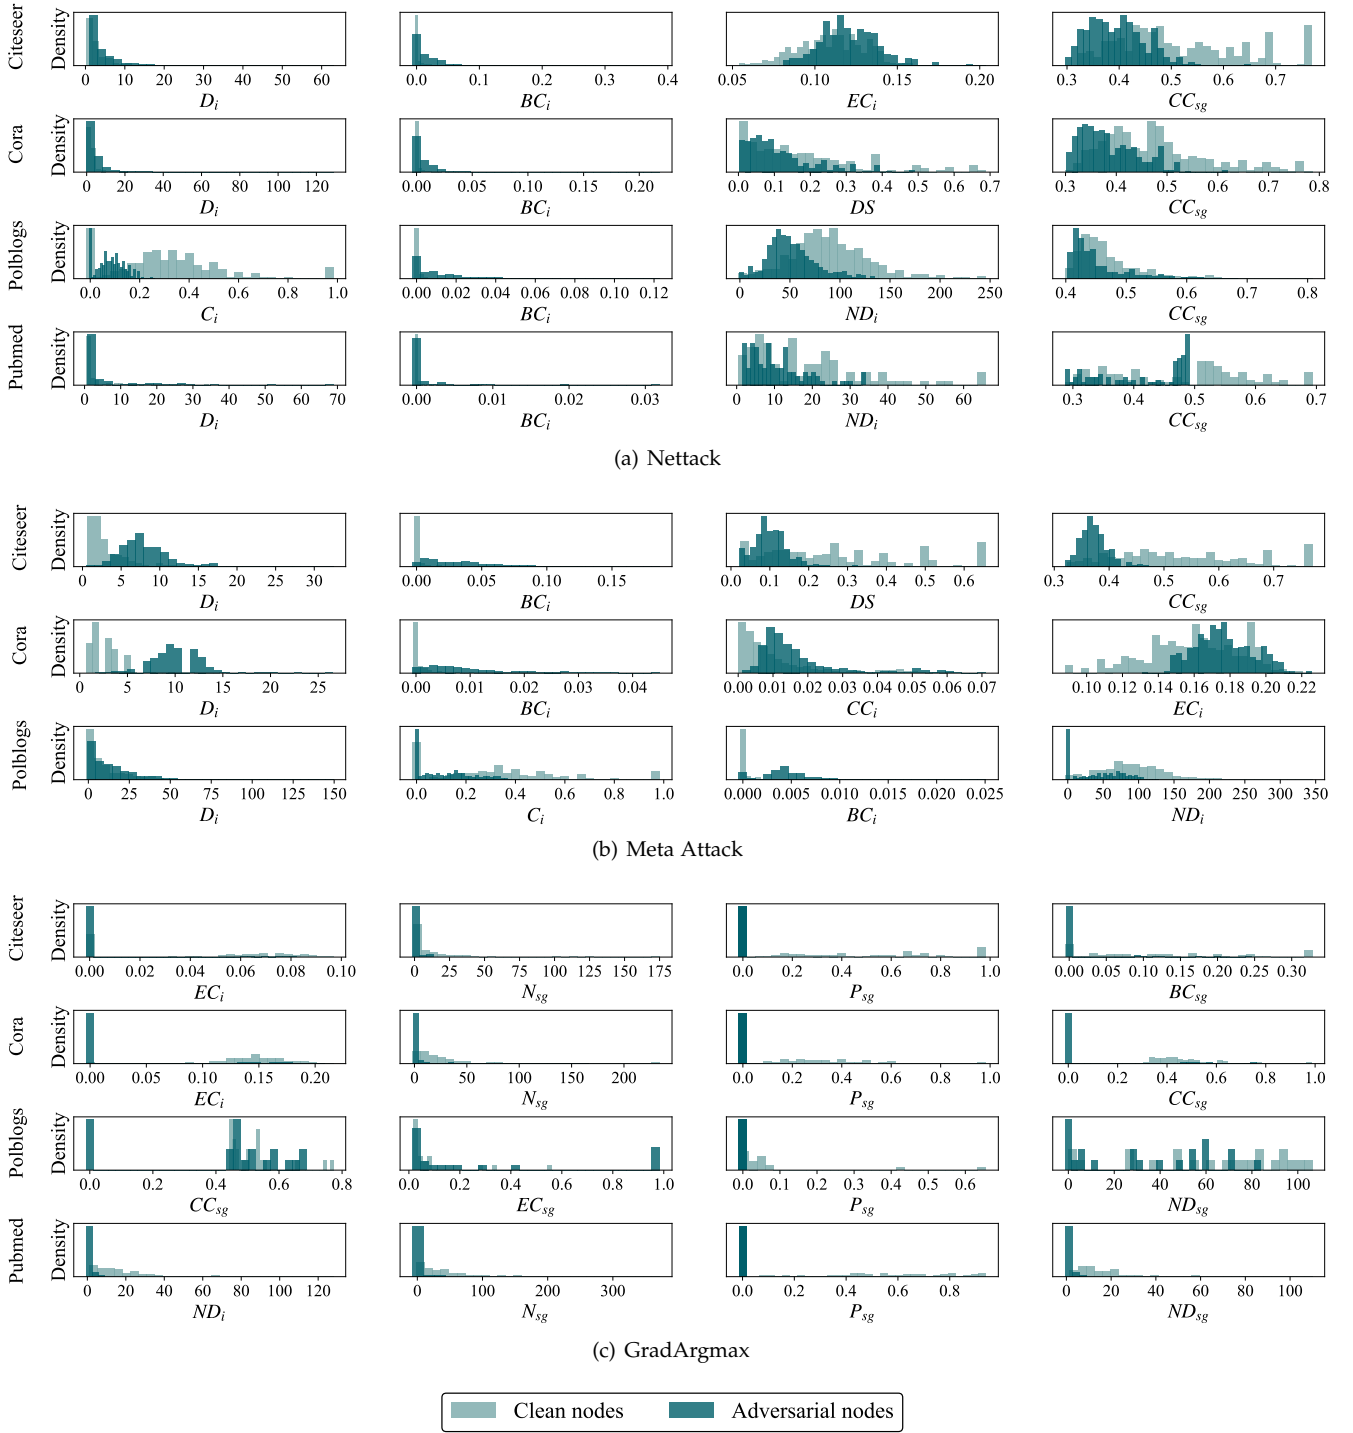 Citeseer Density
0 10 20 30 40 50 60
D_i
0.0 0.1 0.2 0.3 0.4
BC_i
0.05 0.10 0.15 0.20
EC_i
0.3 0.4 0.5 0.6 0.7
CC_sg
Cora Density
0 20 40 60 80 100 120
D_i
0.00 0.05 0.10 0.15 0.20
BC_i
0.0 0.1 0.2 0.3 0.4 0.5 0.6 0.7
DS
0.3 0.4 0.5 0.6 0.7 0.8
CC_sg
Polblogs Density
0.0 0.2 0.4 0.6 0.8 1.0
C_i
0.00 0.02 0.04 0.06 0.08 0.10 0.12
BC_i
0 50 100 150 200 250
ND_i
0.4 0.5 0.6 0.7 0.8
CC_sg
Pubmed Density
0 10 20 30 40 50 60 70
D_i
0.00 0.01 0.02 0.03
BC_i
0 10 20 30 40 50 60
ND_i
0.3 0.4 0.5 0.6 0.7
CC_sg
(a) Nettack
Citeseer Density
0 5 10 15 20 25 30
D_i
0.00 0.05 0.10 0.15
BC_i
0.0 0.1 0.2 0.3 0.4 0.5 0.6
DS
0.3 0.4 0.5 0.6 0.7
CC_sg
Cora Density
0 5 10 15 20 25
D_i
0.00 0.01 0.02 0.03 0.04
BC_i
0.00 0.01 0.02 0.03 0.04 0.05 0.06 0.07
CC_i
0.10 0.12 0.14 0.16 0.18 0.20 0.22
EC_i
Polblogs Density
0 25 50 75 100 125 150
D_i
0.0 0.2 0.4 0.6 0.8 1.0
C_i
0.000 0.005 0.010 0.015 0.020 0.025
BC_i
0 50 100 150 200 250 300 350
ND_i
(b) Meta Attack
Citeseer Density
0.00 0.02 0.04 0.06 0.08 0.10
EC_i
0 25 50 75 100 125 150 175
N_sg
0.0 0.2 0.4 0.6 0.8 1.0
P_sg
0.00 0.05 0.10 0.15 0.20 0.25 0.30
BC_sg
Cora Density
0.00 0.05 0.10 0.15 0.20
EC_i
0 50 100 150 200
N_sg
0.0 0.2 0.4 0.6 0.8 1.0
P_sg
0.0 0.2 0.4 0.6 0.8 1.0
CC_sg
Polblogs Density
0.0 0.2 0.4 0.6 0.8
CC_sg
0.0 0.2 0.4 0.6 0.8 1.0
EC_sg
0.0 0.1 0.2 0.3 0.4 0.5 0.6
P_sg
0 20 40 60 80 100
ND_sg
Pubmed Density
0 20 40 60 80 100 120
ND_i
0 100 200 300
N_sg
0.0 0.2 0.4 0.6 0.8
P_sg
0 20 40 60 80 100
ND_sg
(c) GradArgmax
Clean nodes Adversarial nodes